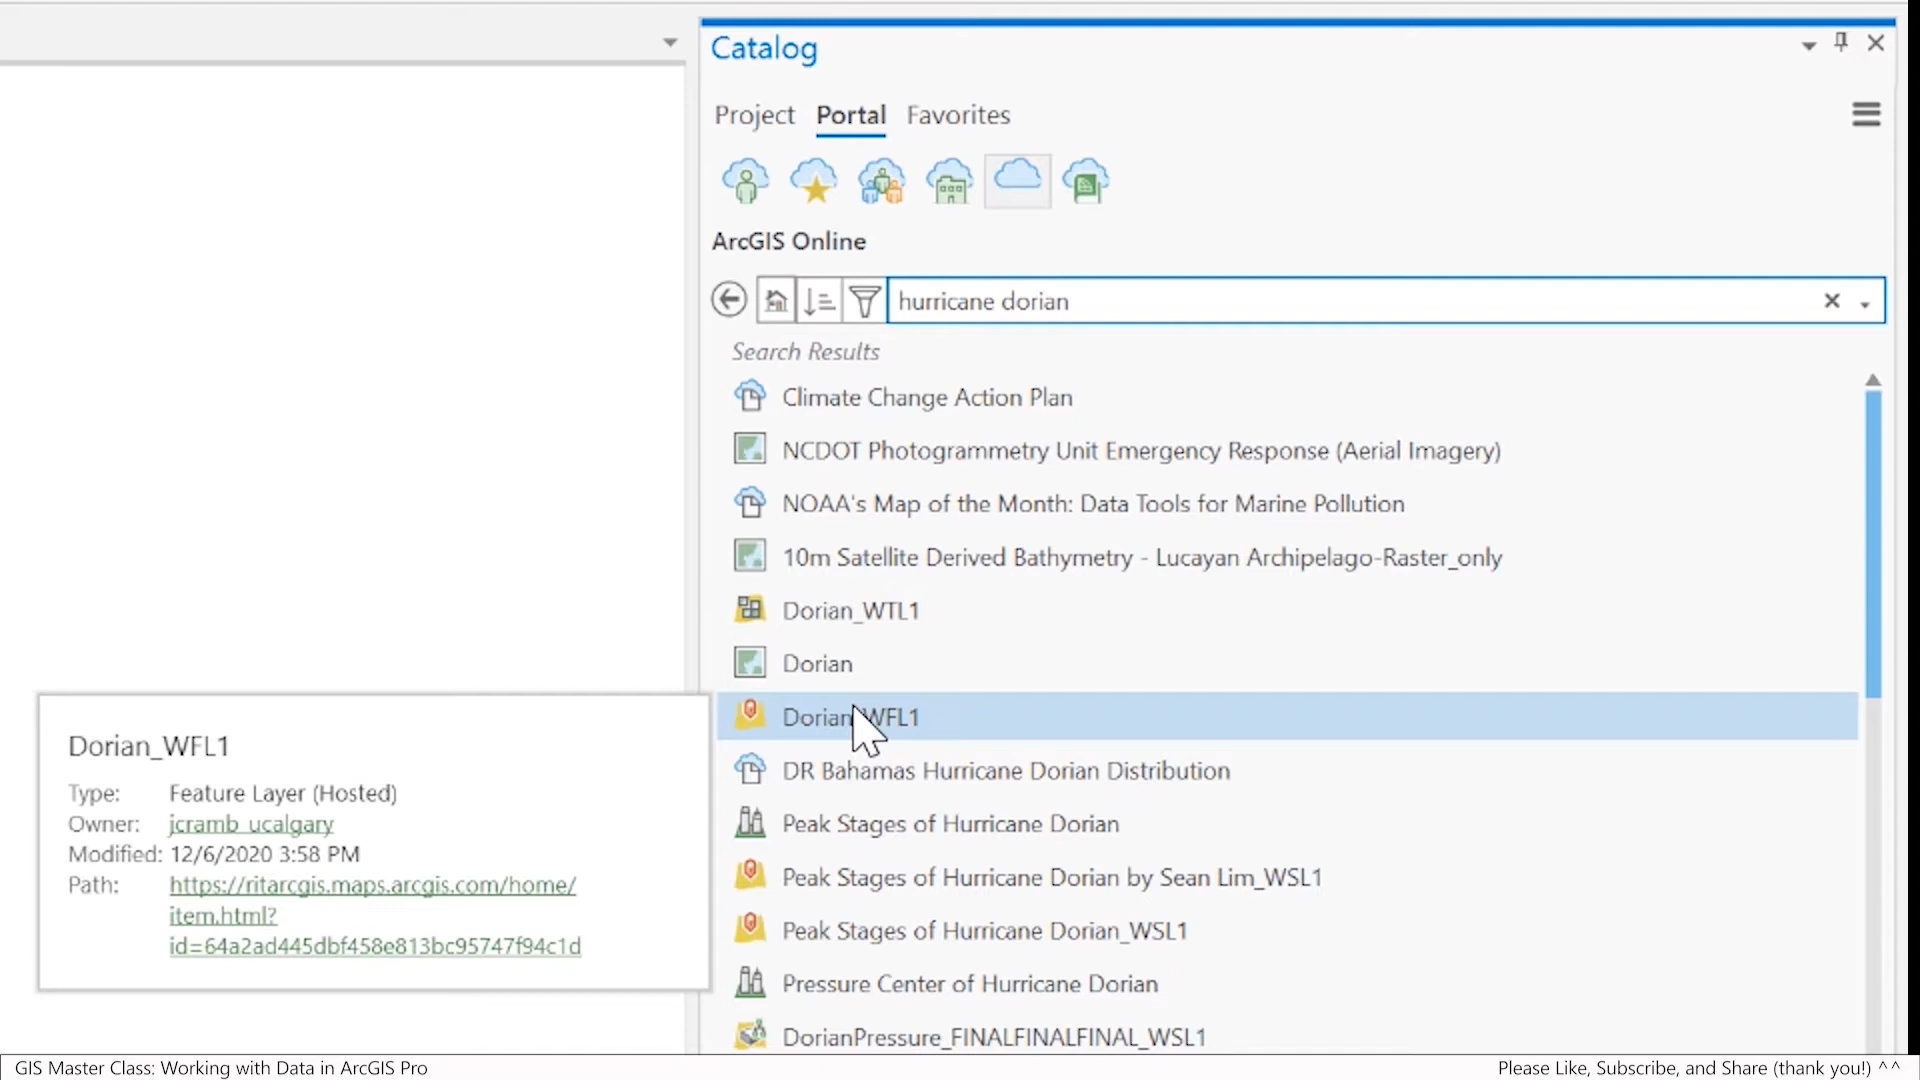 Catalog
Project Portal Favorites
ArcGIS Online
hurricane dorian
Search Results
Climate Change Action Plan
NCDOT Photogrammetry Unit Emergency Response (Aerial Imagery)
NOAA's Map of the Month: Data Tools for Marine Pollution
10m Satellite Derived Bathymetry - Lucayan Archipelago-Raster_only
Dorian_WTL1
Dorian
Dorian_WFL1
DR Bahamas Hurricane Dorian Distribution
Peak Stages of Hurricane Dorian
Peak Stages of Hurricane Dorian by Sean Lim_WSL1
Peak Stages of Hurricane Dorian_WSL1
Pressure Center of Hurricane Dorian
DorianPressure_FINALFINALFINAL_WSL1
Dorian_WFL1
Type: Feature Layer (Hosted)
Owner: jcramb_ucalgary
Modified: 12/6/2020 3:58 PM
Path: https://ritarcgis.maps.arcgis.com/home/
item.html?
id=64a2ad445dbf458e813bc95747f94c1d
GIS Master Class: Working with Data in ArcGIS Pro
Please Like, Subscribe, and Share (thank you!) ^^